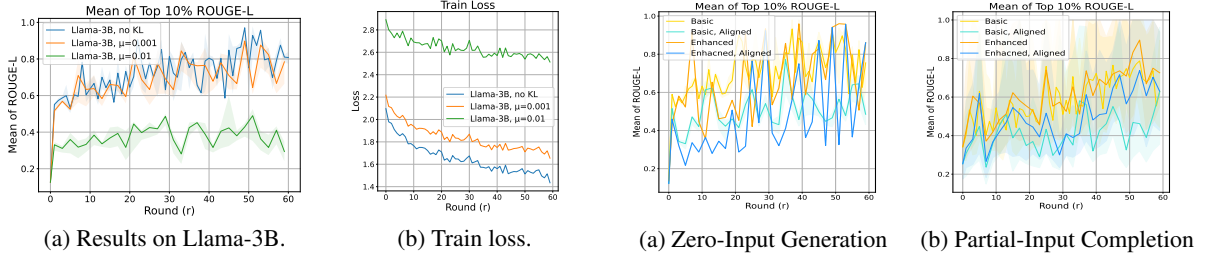 Mean of Top 10% ROUGE-L
Llama-3B, no KL
Llama-3B, μ=0.001
Llama-3B, μ=0.01
Mean of ROUGE-L
1.0
0.8
0.6
0.4
0.2
0 10 20 30 40 50 60
Round (r)
(a) Results on Llama-3B.
Train Loss
Llama-3B, no KL
Llama-3B, μ=0.001
Llama-3B, μ=0.01
Loss
2.8
2.6
2.4
2.2
2.0
1.8
1.6
1.4
0 10 20 30 40 50 60
Round (r)
(b) Train loss.
Mean of Top 10% ROUGE-L
Basic
Basic, Aligned
Enhanced
Enhacned, Aligned
Mean of ROUGE-L
1.0
0.8
0.6
0.4
0.2
0 10 20 30 40 50 60
Round (r)
(a) Zero-Input Generation
Mean of Top 10% ROUGE-L
Basic
Basic, Aligned
Enhanced
Enhacned, Aligned
Mean of ROUGE-L
1.0
0.8
0.6
0.4
0.2
0 10 20 30 40 50 60
Round (r)
(b) Partial-Input Completion